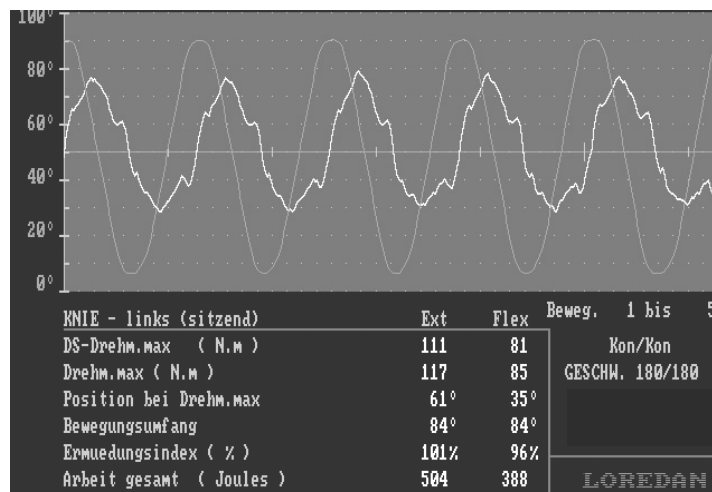 100°
80°
60°
40°
20°
0°
KNIE - links (sitzend) Ext Flex
Beweg. 1 bis 5
DS-Drehm.max ( N.m ) 111 81
Kon/Kon
Drehm.max ( N.m ) 117 85
GESCHW. 180/180
Position bei Drehm.max 61° 35°
Bewegungsumfang 84° 84°
Ermuedungsindex ( % ) 101% 96%
Arbeit gesamt ( Joules ) 504 388
LOREDAN